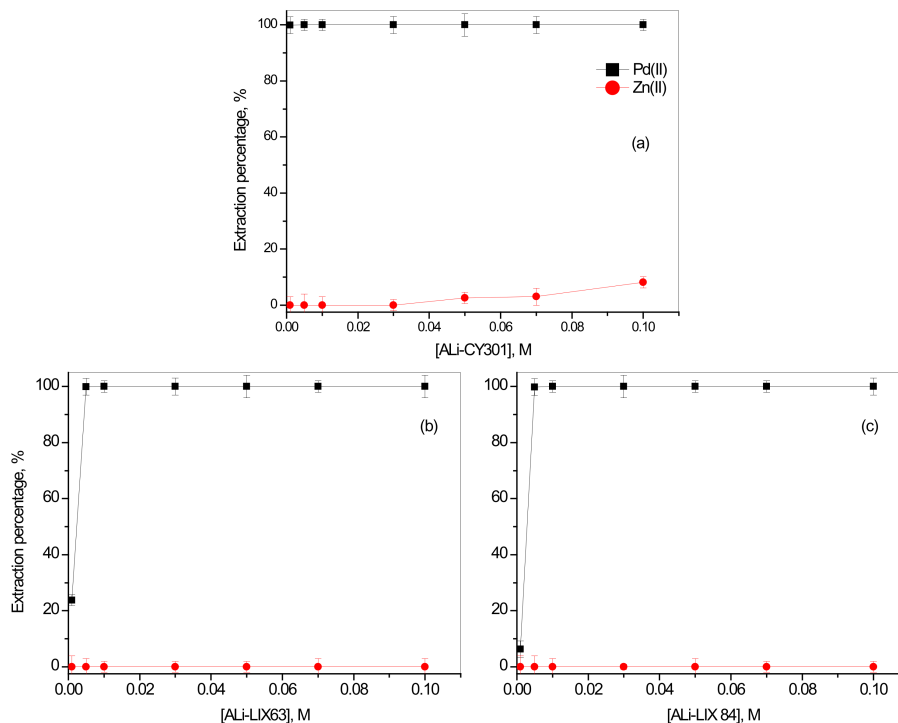 100
80
60
40
20
0
Extraction percentage, %
Pd(II)
Zn(II)
(a)
0.00 0.02 0.04 0.06 0.08 0.10
[ALi-CY301], M
100
80
60
40
20
0
Extraction percentage, %
(b)
0.00 0.02 0.04 0.06 0.08 0.10
[ALi-LIX63], M
100
80
60
40
20
0
(c)
0.00 0.02 0.04 0.06 0.08 0.10
[ALi-LIX 84], M